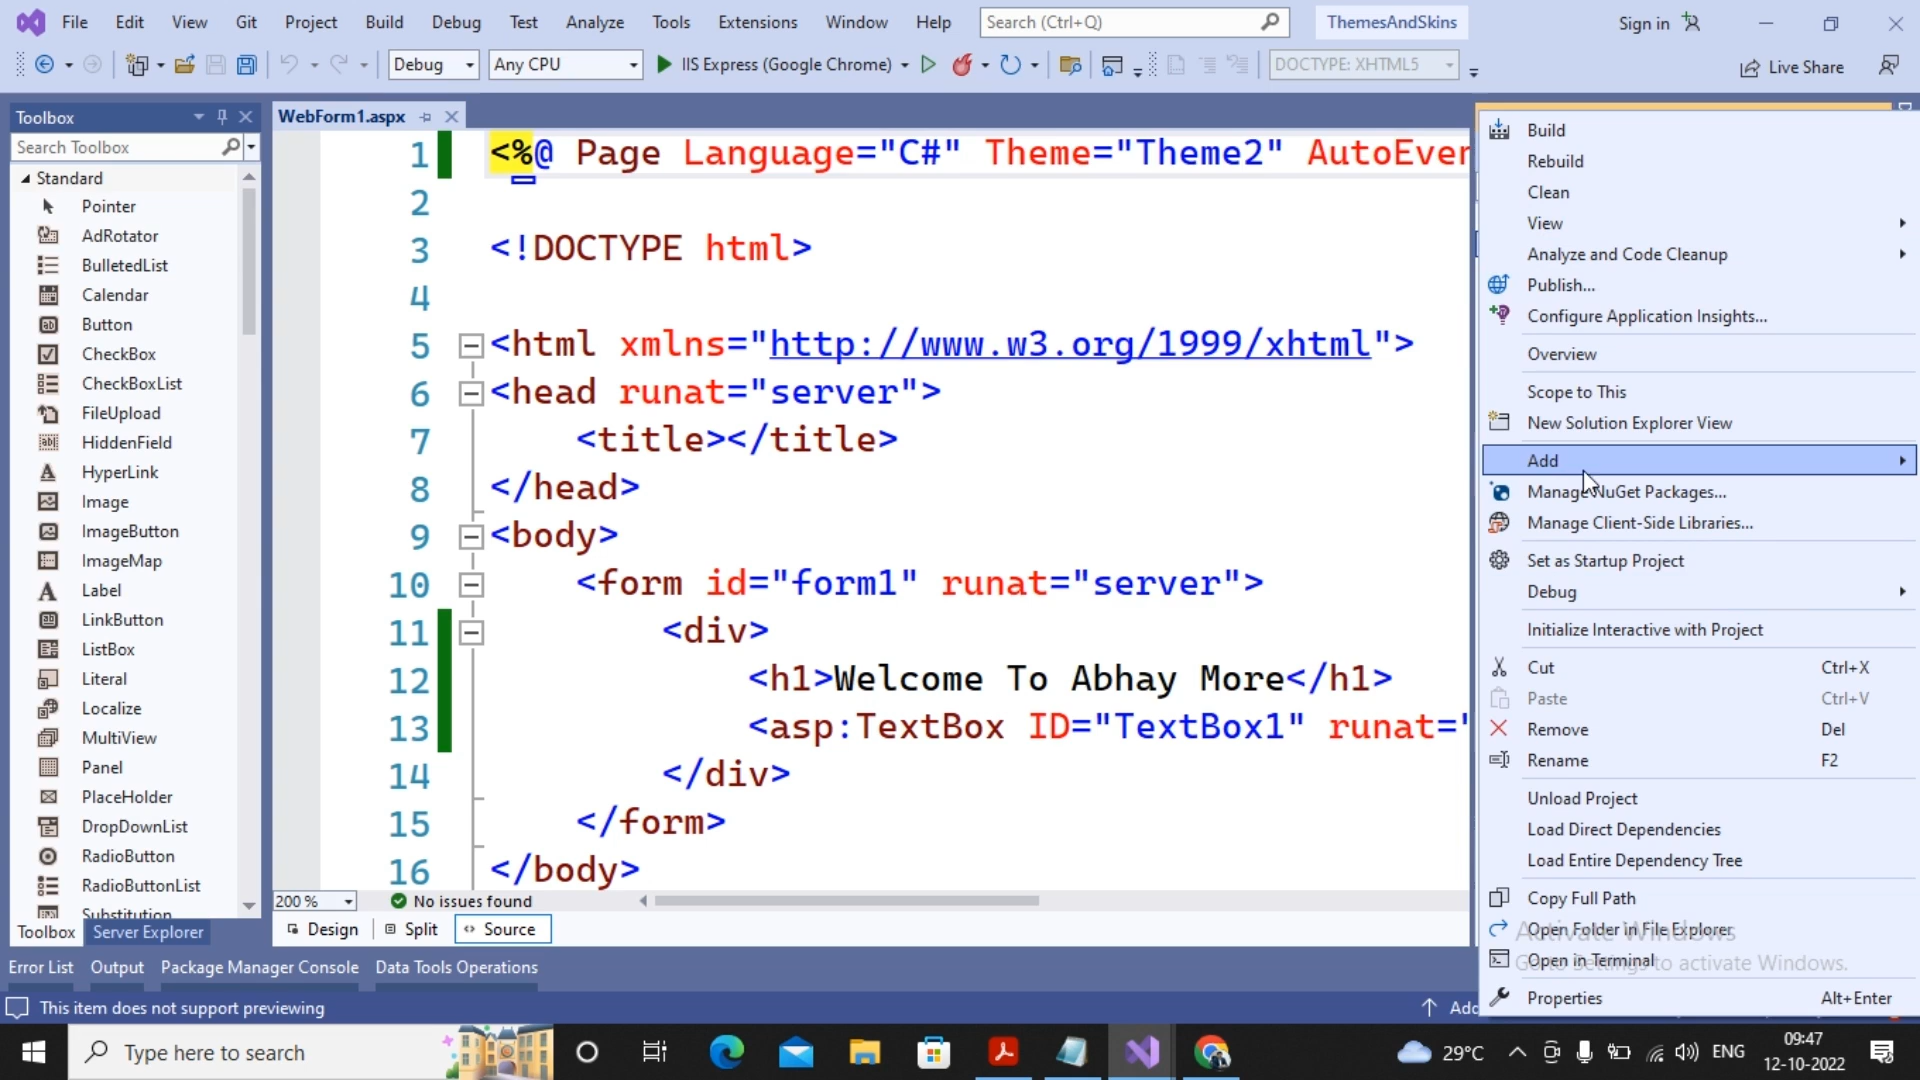 File Edit View Git Project Build Debug Test Analyze Tools Extensions Window Help Search (Ctrl+Q) ThemesAndSkins Sign in
Debug Any CPU IIS Express (Google Chrome) DOCTYPE: XHTML5 Live Share
Toolbox
Search Toolbox
Standard
Pointer
AdRotator
BulletedList
Calendar
Button
CheckBox
CheckBoxList
FileUpload
HiddenField
HyperLink
Image
ImageButton
ImageMap
Label
LinkButton
ListBox
Literal
Localize
MultiView
Panel
PlaceHolder
DropDownList
RadioButton
RadioButtonList
Substitution
Toolbox Server Explorer
WebForm1.aspx
1 <%@ Page Language="C#" Theme="Theme2" AutoEven
2
3 <!DOCTYPE html>
4
5 <html xmlns="http://www.w3.org/1999/xhtml">
6 <head runat="server">
7 <title></title>
8 </head>
9 <body>
10 <form id="form1" runat="server">
11 <div>
12 <h1>Welcome To Abhay More</h1>
13 <asp:TextBox ID="TextBox1" runat="
14 </div>
15 </form>
16 </body>
200 % No issues found
Design Split Source
Build
Rebuild
Clean
View
Analyze and Code Cleanup
Publish...
Configure Application Insights...
Overview
Scope to This
New Solution Explorer View
Add
Manage NuGet Packages...
Manage Client-Side Libraries...
Set as Startup Project
Debug
Initialize Interactive with Project
Cut Ctrl+X
Paste Ctrl+V
Remove Del
Rename F2
Unload Project
Load Direct Dependencies
Load Entire Dependency Tree
Copy Full Path
Open Folder in File Explorer
Open in Terminal
Properties Alt+Enter
Activate Windows
Go to Settings to activate Windows.
Error List Output Package Manager Console Data Tools Operations
This item does not support previewing Add
Type here to search 29°C ENG 09:47
12-10-2022